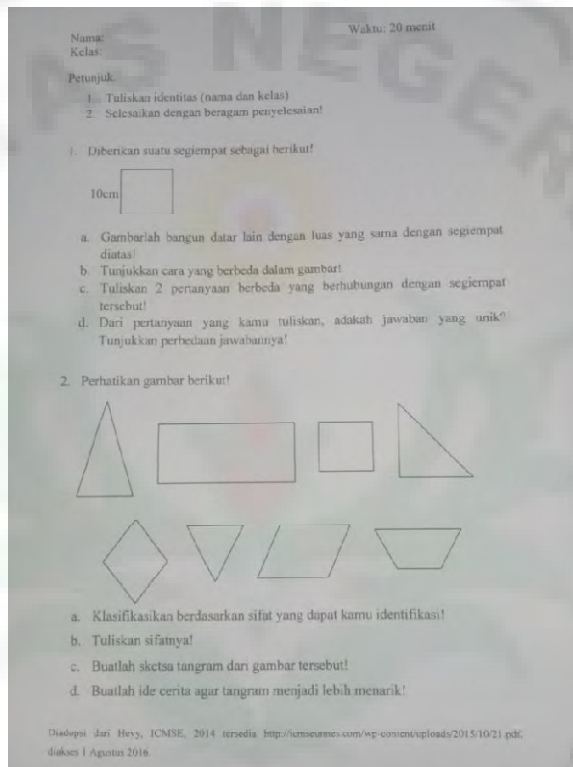 Waktu: 20 menit
Nama:
Kelas:
Petunjuk.
1. Tuliskan identitas (nama dan kelas)
2. Selesaikan dengan beragam penyelesaian!
1. Diberikan suatu segiempat sebagai berikut!
10cm
a. Gambarlah bangun datar lain dengan luas yang sama dengan segiempat
diatas!
b. Tunjukkan cara yang berbeda dalam gambar!
c. Tuliskan 2 pertanyaan berbeda yang berhubungan dengan segiempat
tersebut!
d. Dari pertanyaan yang kamu tuliskan, adakah jawaban yang unik?
Tunjukkan perbedaan jawabannya!
2. Perhatikan gambar berikut!
a. Klasifikasikan berdasarkan sifat yang dapat kamu identifikasi!
b. Tuliskan sifatnya!
c. Buatlah sketsa tangram dari gambar tersebut!
d. Buatlah ide cerita agar tangram menjadi lebih menarik!
Diadopsi dari Hevy, ICMSE, 2014 tersedia
diakses 1 Agustus 2016.
AS NEGER